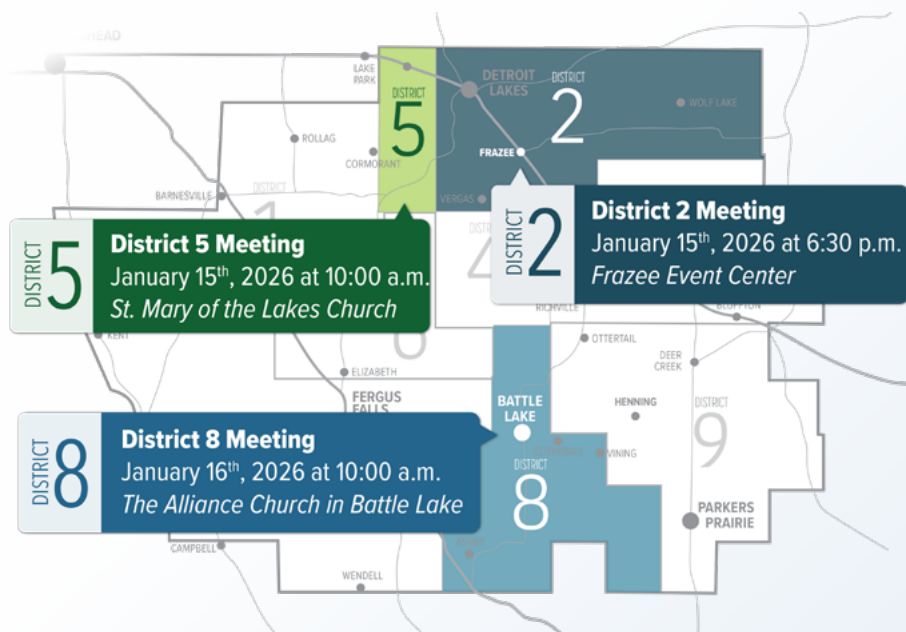 HEAD
LAKE
PARK
DETROIT
LAKES
DISTRICT
2
WOLF LAKE
DISTRICT
5
ROLLAG
CORMORANT
FRAZEE
BARNESVILLE
DISTRICT
1
VERGAS
DISTRICT
5
District 5 Meeting
January 15th, 2026 at 10:00 a.m.
St. Mary of the Lakes Church
4
DISTRICT
2
District 2 Meeting
January 15th, 2026 at 6:30 p.m.
Frazee Event Center
RICHVILLE
BLUFFTON
KENT
OTTERTAIL
DEER
CREEK
ELIZABETH
FERGUS
FALLS
BATTLE
LAKE
HENNING
DISTRICT
9
DISTRICT
8
District 8 Meeting
January 16th, 2026 at 10:00 a.m.
The Alliance Church in Battle Lake
VINING
DISTRICT
8
PARKERS
PRAIRIE
CAMPBELL
WENDELL